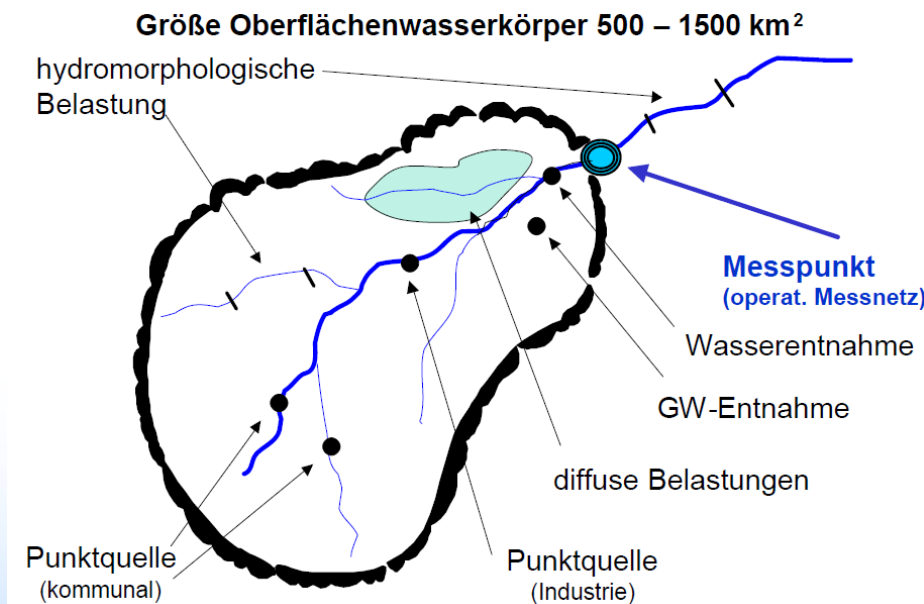 Größe Oberflächenwasserkörper 500 – 1500 km²
hydromorphologische
Belastung
Messpunkt
(operat. Messnetz)
Wasserentnahme
GW-Entnahme
diffuse Belastungen
Punktquelle
(kommunal)
Punktquelle
(Industrie)